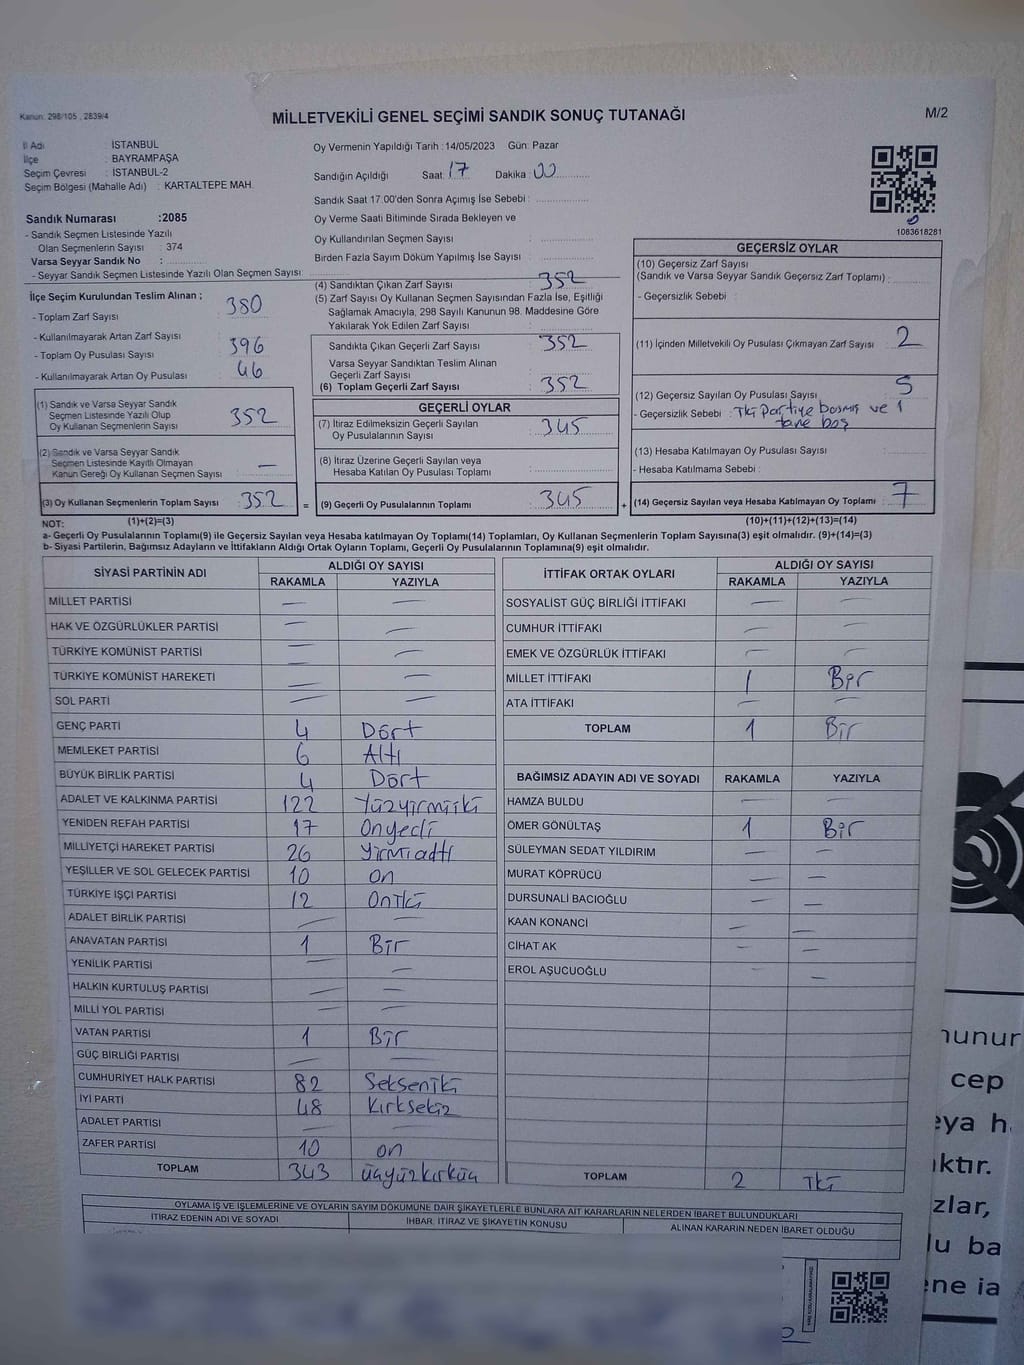 Kanun: 298/105 , 2839/4
MİLLETVEKİLİ GENEL SEÇİMİ SANDIK SONUÇ TUTANAĞI
M/2
İl Adı : İSTANBUL
İlçe : BAYRAMPAŞA
Seçim Çevresi : İSTANBUL-2
Seçim Bölgesi (Mahalle Adı) : KARTALTEPE MAH.
Sandık Numarası :2085
- Sandık Seçmen Listesinde Yazılı
Olan Seçmenlerin Sayısı : 374
Varsa Seyyar Sandık No :
- Seyyar Sandık Seçmen Listesinde Yazılı Olan Seçmen Sayısı:
Oy Vermenin Yapıldığı Tarih : 14/05/2023 Gün: Pazar
Sandığın Açıldığı Saat: 17 Dakika : 00
Sandık Saat 17:00'den Sonra Açılmış İse Sebebi :
Oy Verme Saati Bitiminde Sırada Bekleyen ve
Oy Kullandırılan Seçmen Sayısı :
Birden Fazla Sayım Döküm Yapılmış İse Sayısı :
1063618281
İlçe Seçim Kurulundan Teslim Alınan ;
- Toplam Zarf Sayısı : 380
- Kullanılmayarak Artan Zarf Sayısı
- Toplam Oy Pusulası Sayısı : 396
- Kullanılmayarak Artan Oy Pusulası : 46
(1) Sandık ve Varsa Seyyar Sandık
Seçmen Listesinde Yazılı Olup
Oy Kullanan Seçmenlerin Sayısı : 352
(2) Sandık ve Varsa Seyyar Sandık
Seçmen Listesinde Kayıtlı Olmayan
Kanun Gereği Oy Kullanan Seçmen Sayısı : —
(3) Oy Kullanan Seçmenlerin Toplam Sayısı : 352
(4) Sandıktan Çıkan Zarf Sayısı : 352
(5) Zarf Sayısı Oy Kullanan Seçmen Sayısından Fazla İse, Eşitliği
Sağlamak Amacıyla, 298 Sayılı Kanunun 98. Maddesine Göre
Yakılarak Yok Edilen Zarf Sayısı :
Sandıkta Çıkan Geçerli Zarf Sayısı : 352
Varsa Seyyar Sandıktan Teslim Alınan
Geçerli Zarf Sayısı :
(6) Toplam Geçerli Zarf Sayısı : 352
GEÇERLİ OYLAR
(7) İtiraz Edilmeksizin Geçerli Sayılan
Oy Pusulalarının Sayısı : 345
(8) İtiraz Üzerine Geçerli Sayılan veya
Hesaba Katılan Oy Pusulası Toplamı :
= (9) Geçerli Oy Pusulalarının Toplamı : 345
GEÇERSİZ OYLAR
(10) Geçersiz Zarf Sayısı
(Sandık ve Varsa Seyyar Sandık Geçersiz Zarf Toplamı) :
- Geçersizlik Sebebi :
(11) İçinden Milletvekili Oy Pusulası Çıkmayan Zarf Sayısı : 2
(12) Geçersiz Sayılan Oy Pusulası Sayısı : 5
- Geçersizlik Sebebi : İki Partiye basmış ve 1
tane boş
(13) Hesaba Katılmayan Oy Pusulası Sayısı :
- Hesaba Katılmama Sebebi :
+ (14) Geçersiz Sayılan veya Hesaba Katılmayan Oy Toplamı : 7
NOT: (1)+(2)=(3) (10)+(11)+(12)+(13)=(14)
a- Geçerli Oy Pusulalarının Toplamı(9) ile Geçersiz Sayılan veya Hesaba katılmayan Oy Toplamı(14) Toplamları, Oy Kullanan Seçmenlerin Toplam Sayısına(3) eşit olmalıdır. (9)+(14)=(3)
b- Siyasi Partilerin, Bağımsız Adayların ve İttifakların Aldığı Ortak Oyların Toplamı, Geçerli Oy Pusulalarının Toplamına(9) eşit olmalıdır.
SİYASİ PARTİNİN ADI ALDIĞI OY SAYISI
RAKAMLA YAZIYLA
MİLLET PARTİSİ — —
HAK VE ÖZGÜRLÜKLER PARTİSİ — —
TÜRKİYE KOMÜNİST PARTİSİ — —
TÜRKİYE KOMÜNİST HAREKETİ — —
SOL PARTİ — —
GENÇ PARTİ 4 Dört
MEMLEKET PARTİSİ 6 Altı
BÜYÜK BİRLİK PARTİSİ 4 Dört
ADALET VE KALKINMA PARTİSİ 122 Yüzyirmiiki
YENİDEN REFAH PARTİSİ 17 Onyedi
MİLLİYETÇİ HAREKET PARTİSİ 26 Yirmialtı
YEŞİLLER VE SOL GELECEK PARTİSİ 10 On
TÜRKİYE İŞÇİ PARTİSİ 12 Oniki
ADALET BİRLİK PARTİSİ — —
ANAVATAN PARTİSİ 1 Bir
YENİLİK PARTİSİ — —
HALKIN KURTULUŞ PARTİSİ — —
MİLLİ YOL PARTİSİ — —
VATAN PARTİSİ 1 Bir
GÜÇ BİRLİĞİ PARTİSİ — —
CUMHURİYET HALK PARTİSİ 82 Sekseniki
İYİ PARTİ 48 Kırksekiz
ADALET PARTİSİ — —
ZAFER PARTİSİ 10 on
TOPLAM 343 üçyüzkırküç
İTTİFAK ORTAK OYLARI ALDIĞI OY SAYISI
RAKAMLA YAZIYLA
SOSYALİST GÜÇ BİRLİĞİ İTTİFAKI — —
CUMHUR İTTİFAKI — —
EMEK VE ÖZGÜRLÜK İTTİFAKI — —
MİLLET İTTİFAKI 1 Bir
ATA İTTİFAKI — —
TOPLAM 1 Bir
BAĞIMSIZ ADAYIN ADI VE SOYADI RAKAMLA YAZIYLA
HAMZA BULDU — —
ÖMER GÖNÜLTAŞ 1 Bir
SÜLEYMAN SEDAT YILDIRIM — —
MURAT KÖPRÜCÜ — —
DURSUNALİ BACIOĞLU — —
KAAN KONANCİ — —
CİHAT AK — —
EROL AŞUCUOĞLU — —
TOPLAM 2 İki
OYLAMA İŞ VE İŞLEMLERİNE VE OYLARIN SAYIM DÖKÜMÜNE DAİR ŞİKAYETLERLE BUNLARA AİT KARARLARIN NELERDEN İBARET BULUNDUKLARI
İTİRAZ EDENİN ADI VE SOYADI İHBAR, İTİRAZ VE ŞİKAYETİN KONUSU ALINAN KARARIN NEDEN İBARET OLDUĞU
nunur
cep
eya h
ktır.
zlar,
lu ba
ne ia